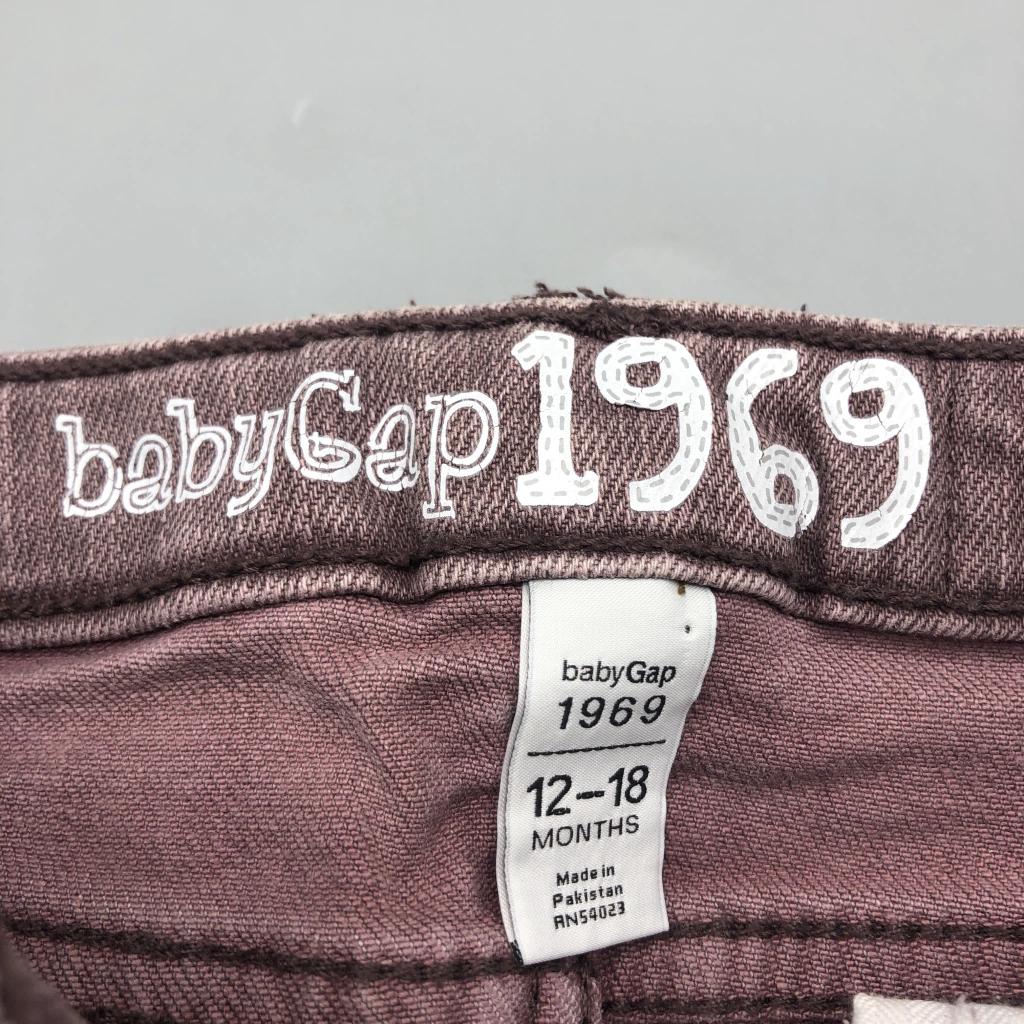 babyGap 1969
babyGap
1969
12–18
MONTHS
Made in
Pakistan
RN54023